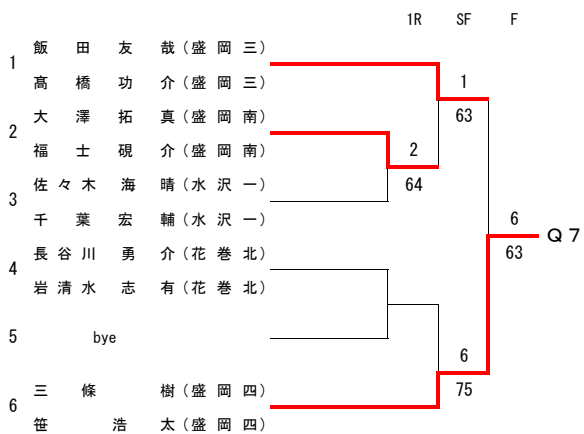 1R SF F
飯田友哉(盛岡三)
1
髙橋功介(盛岡三) 1
大澤拓真(盛岡南) 63
2
福士硯介(盛岡南) 2
佐々木海晴(水沢一) 64
3
千葉宏輔(水沢一) 6
Q7
長谷川勇介(花巻北) 63
4
岩清水志有(花巻北)
5 bye 6
三條樹(盛岡四) 75
6
笹浩太(盛岡四)